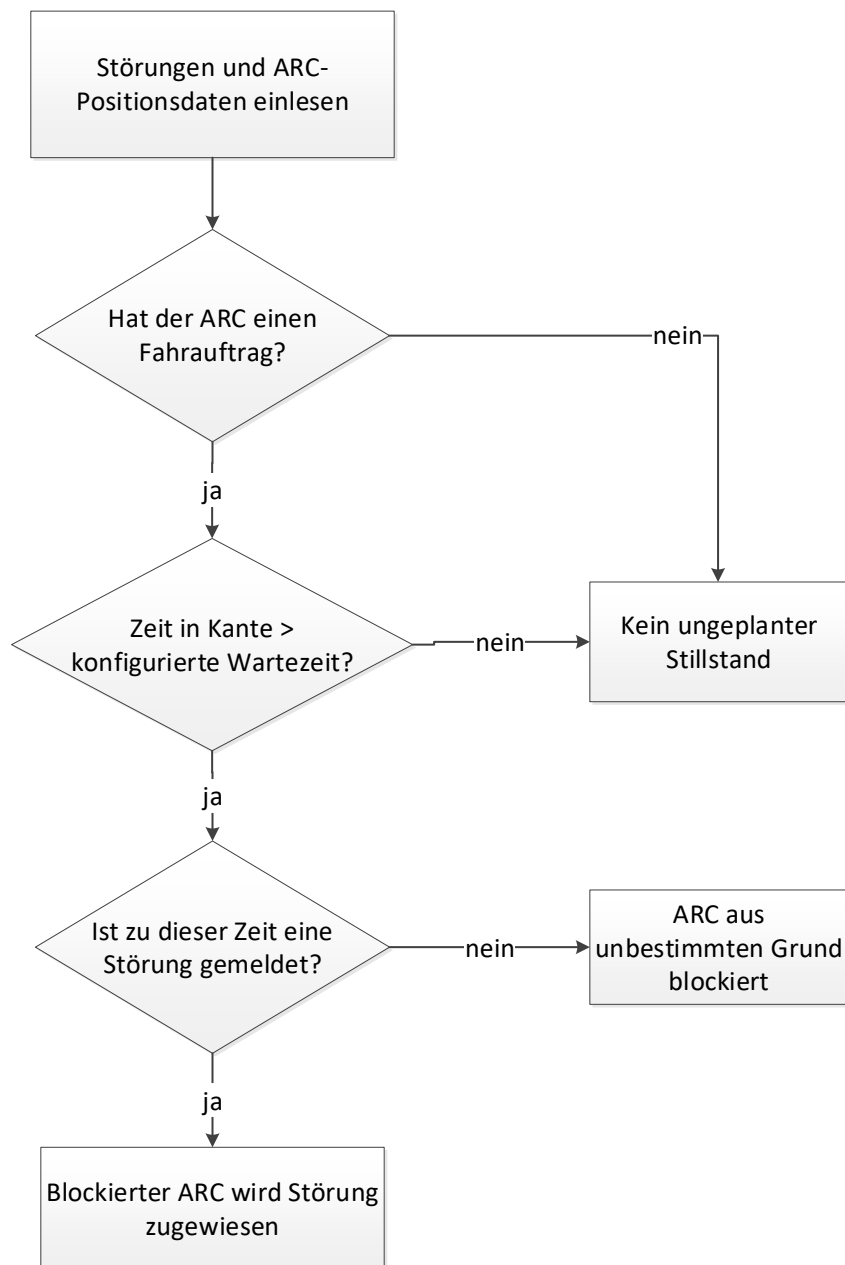 Störungen und ARC-
Positionsdaten einlesen
Hat der ARC einen
Fahrauftrag?
nein
ja
Zeit in Kante >
konfigurierte Wartezeit?
nein
Kein ungeplanter
Stillstand
ja
Ist zu dieser Zeit eine
Störung gemeldet?
nein
ARC aus
unbestimmten Grund
blockiert
ja
Blockierter ARC wird Störung
zugewiesen